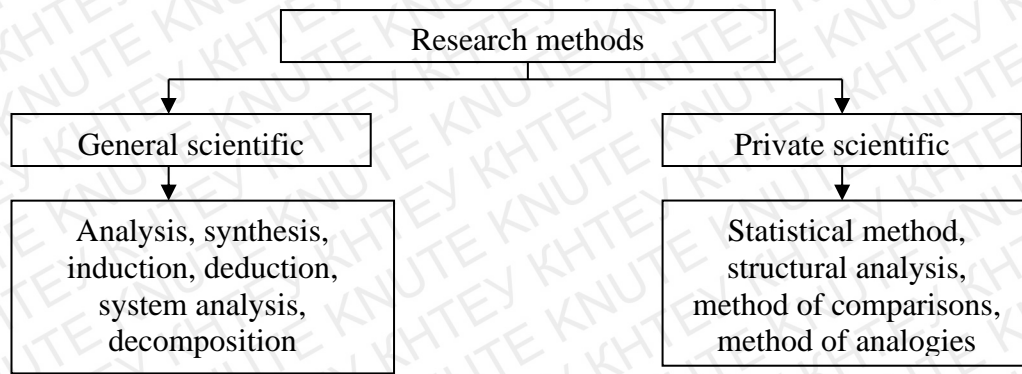 Research methods
General scientific
Private scientific
Analysis, synthesis,
induction, deduction,
system analysis,
decomposition
Statistical method,
structural analysis,
method of comparisons,
method of analogies